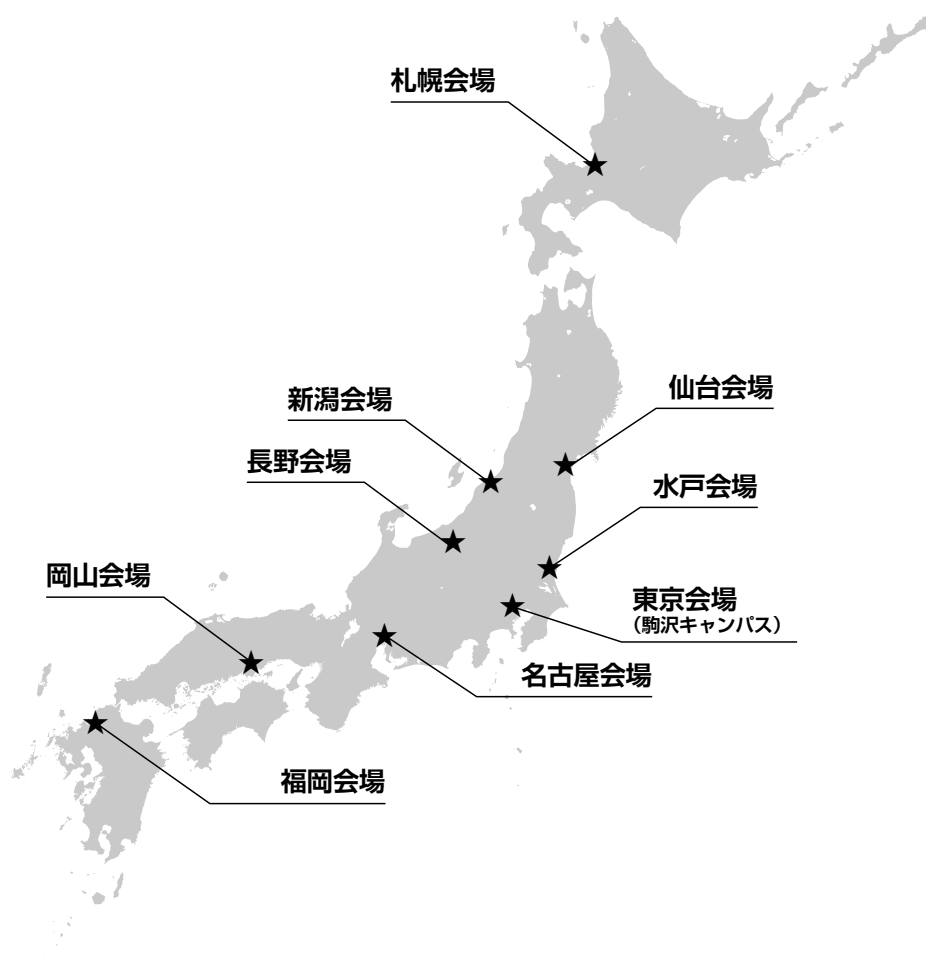 札幌会場
仙台会場
新潟会場
長野会場
水戸会場
岡山会場
東京会場
(駒沢キャンパス)
名古屋会場
福岡会場